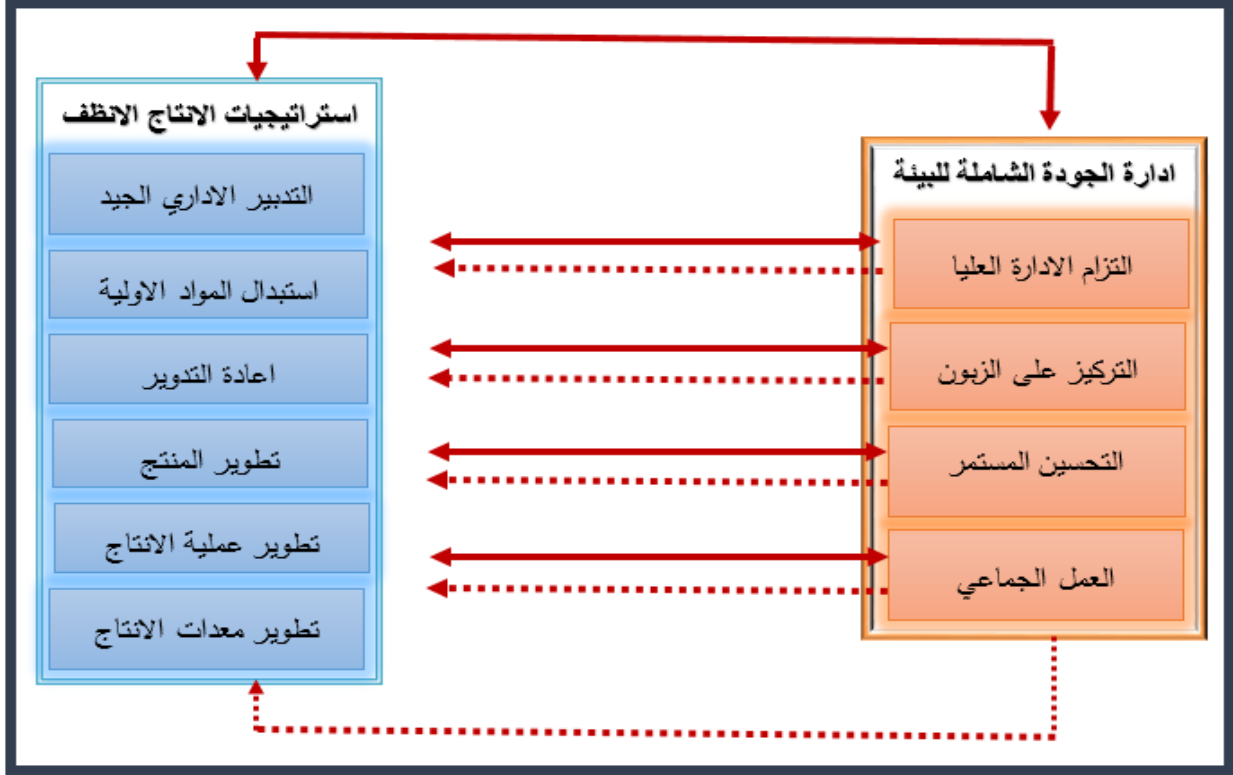 ادارة الجودة الشاملة للبيئة
التزام الادارة العليا
التركيز على الزبون
التحسين المستمر
العمل الجماعي
استراتيجيات الانتاج الانظف
التدبير الاداري الجيد
استبدال المواد الاولية
اعادة التدوير
تطوير المنتج
تطوير عملية الانتاج
تطوير معدات الانتاج